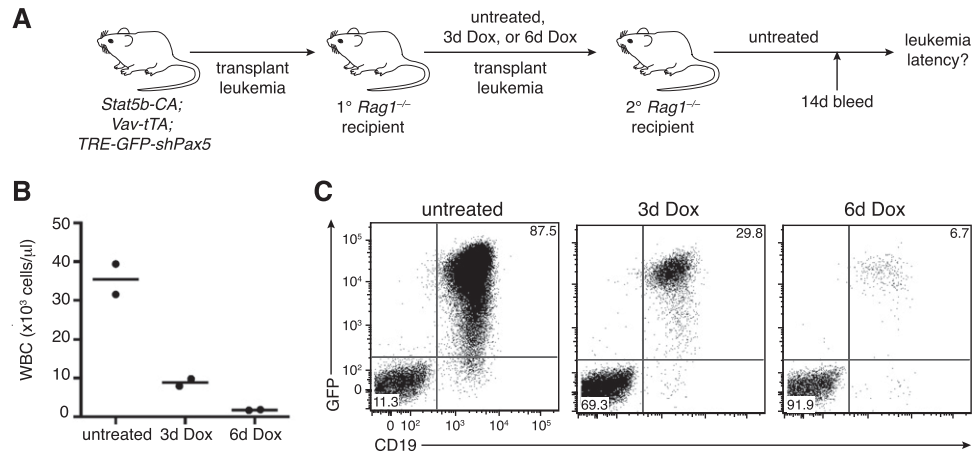 A
untreated,
3d Dox, or 6d Dox
untreated
leukemia
latency?
transplant
leukemia
transplant
leukemia
14d bleed
Stat5b-CA;
Vav-tTA;
TRE-GFP-shPax5
1° Rag1–/–
recipient
2° Rag1–/–
recipient
B
WBC (x10³ cells/µl)
50
40
30
20
10
0
untreated 3d Dox 6d Dox
C
untreated 3d Dox 6d Dox
87.5 29.8 6.7
GFP
10⁵
10⁴
10³
10²
0
11.3 69.3 91.9
0 10² 10³ 10⁴ 10⁵
CD19